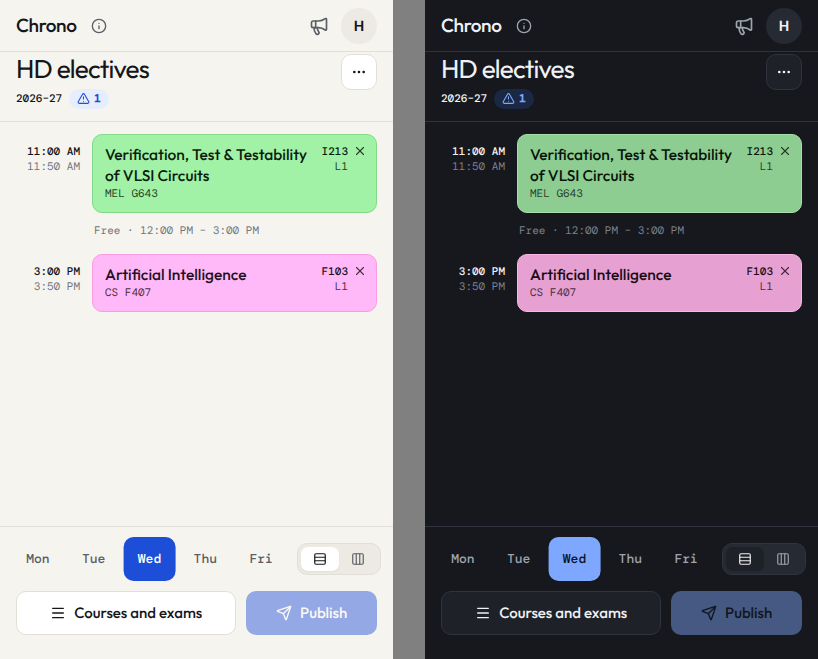 Chrono
H
HD electives
...
2026-27 1
11:00 AM
11:50 AM
Verification, Test & Testability
of VLSI Circuits
MEL G643
I213
L1
Free · 12:00 PM - 3:00 PM
3:00 PM
3:50 PM
Artificial Intelligence
CS F407
F103
L1
Mon Tue Wed Thu Fri
Courses and exams Publish
Chrono
H
HD electives
...
2026-27 1
11:00 AM
11:50 AM
Verification, Test & Testability
of VLSI Circuits
MEL G643
I213
L1
Free · 12:00 PM - 3:00 PM
3:00 PM
3:50 PM
Artificial Intelligence
CS F407
F103
L1
Mon Tue Wed Thu Fri
Courses and exams Publish